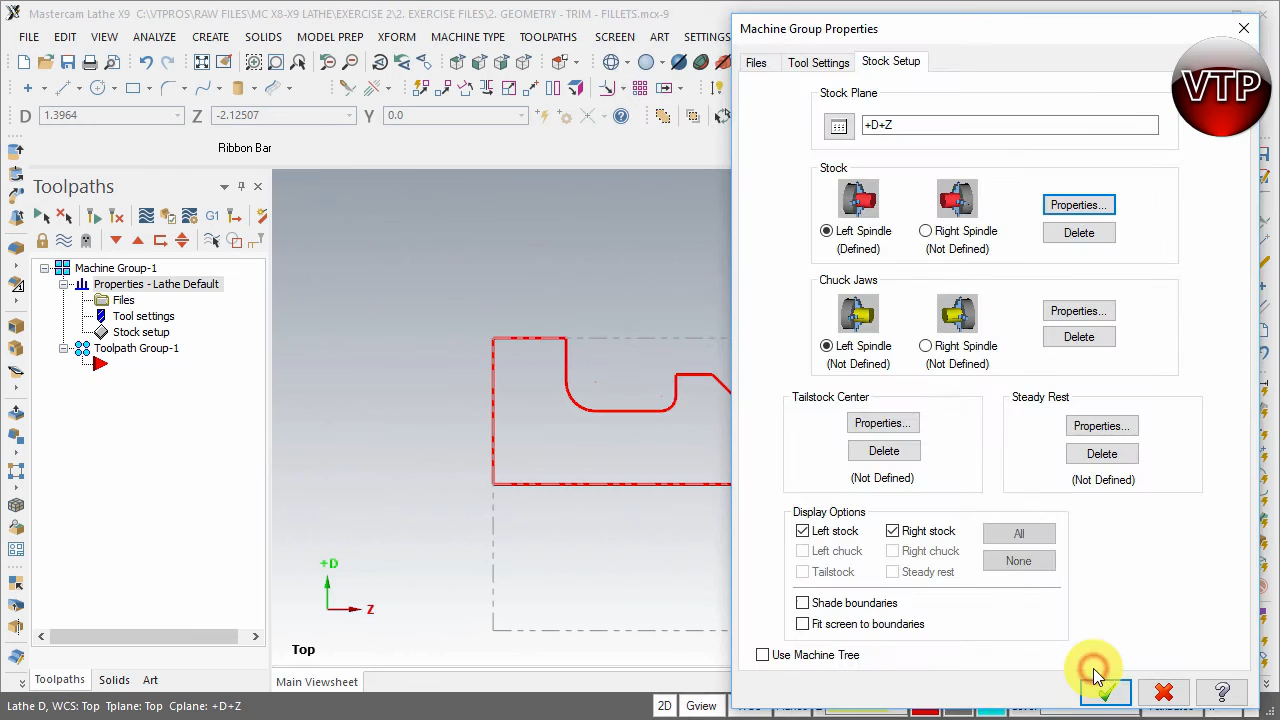 Mastercam Lathe X9 C:\VTPROS\RAW FILES\MC X8-X9 LATHE\EXERCISE 2\2. EXERCISE FILES\2. GEOMETRY - TRIM - FILLETS.mcx-9
FILE EDIT VIEW ANALYZE CREATE SOLIDS MODEL PREP XFORM MACHINE TYPE TOOLPATHS SCREEN ART SETTINGS
D 1.3964 Z -2.12507 Y 0.0
Ribbon Bar
Toolpaths
G1
Machine Group-1
Properties - Lathe Default
Files
Tool settings
Stock setup
Toolpath Group-1
+D
Z
Top
Toolpaths Solids Art
Main Viewsheet
Lathe D, WCS: Top Tplane: Top Cplane: +D+Z
2D Gview
Machine Group Properties
VTP
Files Tool Settings Stock Setup
Stock Plane
+D+Z
Stock
Left Spindle Right Spindle
(Defined) (Not Defined)
Properties...
Delete
Chuck Jaws
Left Spindle Right Spindle
(Not Defined) (Not Defined)
Properties...
Delete
Tailstock Center
Properties...
Delete
(Not Defined)
Steady Rest
Properties...
Delete
(Not Defined)
Display Options
Left stock Right stock All
Left chuck Right chuck None
Tailstock Steady rest
Shade boundaries
Fit screen to boundaries
Use Machine Tree